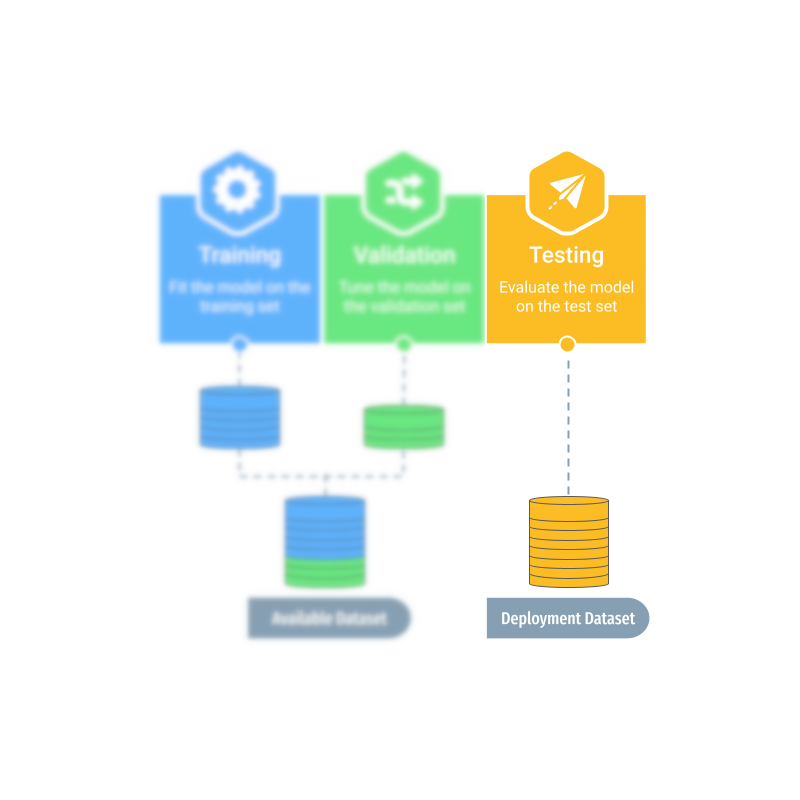 Training
Fit the model on the
training set
Validation
Tune the model on
the validation set
Testing
Evaluate the model
on the test set
Available Dataset
Deployment Dataset